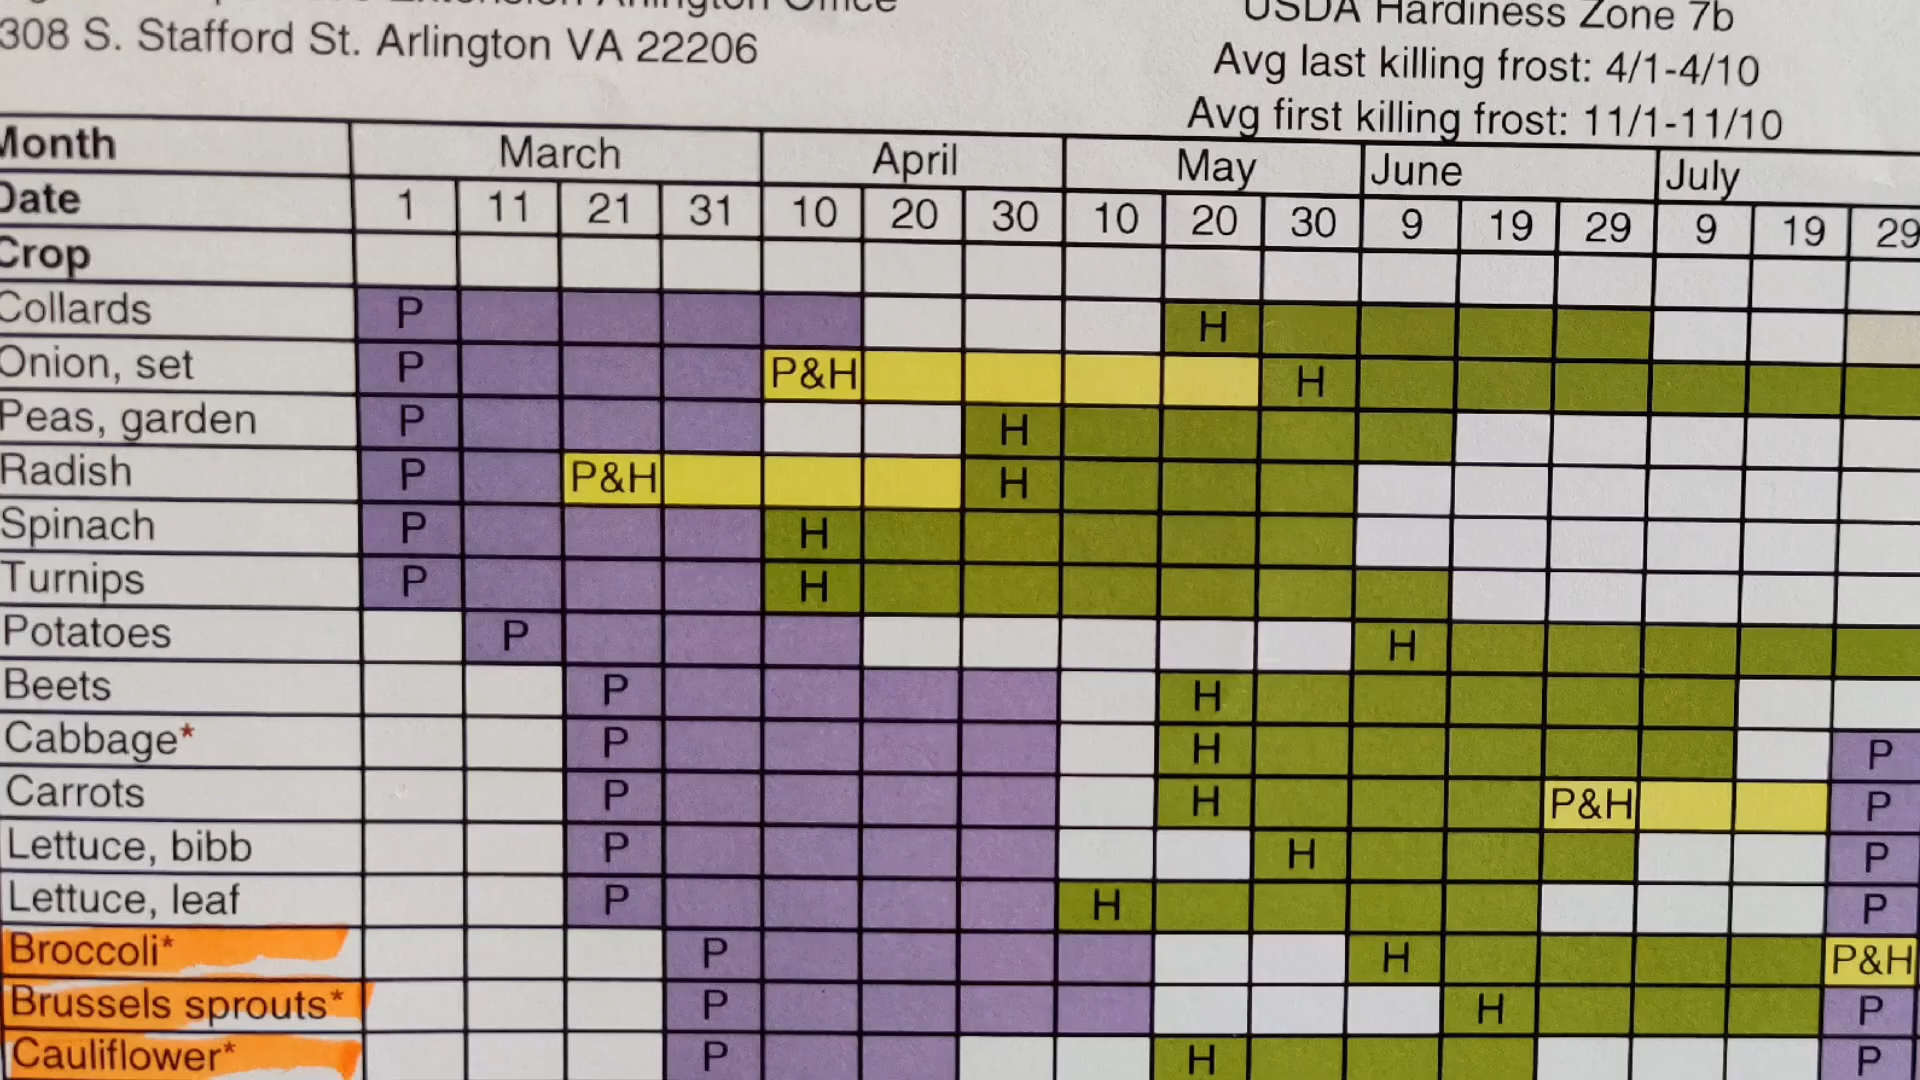 Extension Arlington Office
308 S. Stafford St. Arlington VA 22206
USDA Hardiness Zone 7b
Avg last killing frost: 4/1-4/10
Avg first killing frost: 11/1-11/10
Month March April May June July
Date 1 11 21 31 10 20 30 10 20 30 9 19 29 9 19 29
Crop
Collards P H
Onion, set P P&H H
Peas, garden P H
Radish P P&H H
Spinach P H
Turnips P H
Potatoes P H
Beets P H
Cabbage* P H P
Carrots P H P&H P
Lettuce, bibb P H P
Lettuce, leaf P H P
Broccoli* P H P&H
Brussels sprouts* P H P
Cauliflower* P H P